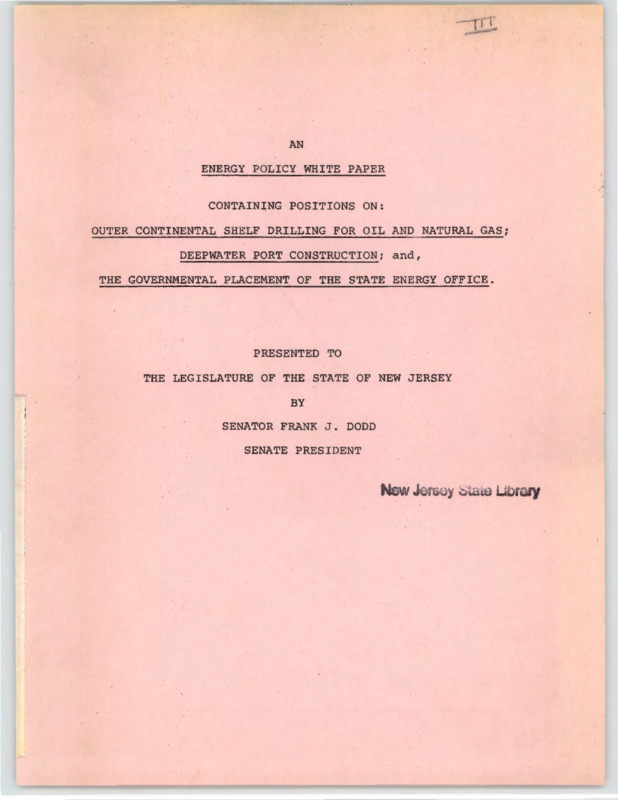 III
AN
ENERGY POLICY WHITE PAPER
CONTAINING POSITIONS ON:
OUTER CONTINENTAL SHELF DRILLING FOR OIL AND NATURAL GAS;
DEEPWATER PORT CONSTRUCTION; and,
THE GOVERNMENTAL PLACEMENT OF THE STATE ENERGY OFFICE.
PRESENTED TO
THE LEGISLATURE OF THE STATE OF NEW JERSEY
BY
SENATOR FRANK J. DODD
SENATE PRESIDENT
New Jersey State Library